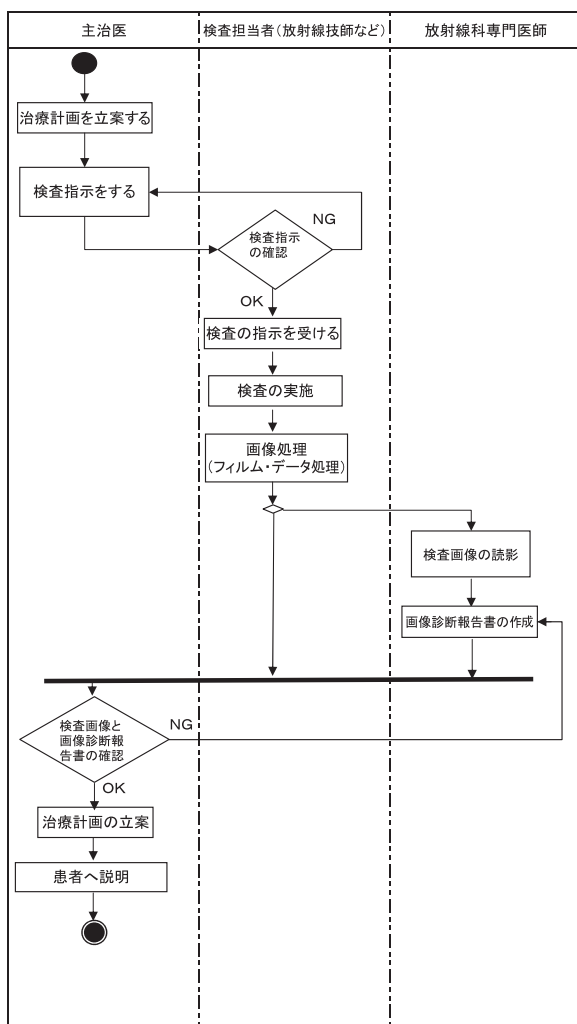 主治医
検査担当者（放射線技師など）
放射線科専門医師
治療計画を立案する
検査指示をする
NG
検査指示
の確認
OK
検査の指示を受ける
検査の実施
画像処理
（フィルム・データ処理）
検査画像の読影
画像診断報告書の作成
検査画像と
画像診断報
告書の確認
NG
OK
治療計画の立案
患者へ説明